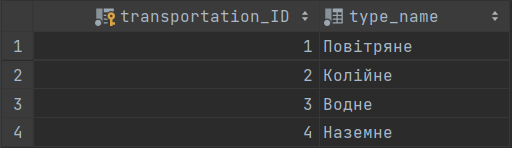 transportation_ID type_name
1 1 Повітряне
2 2 Колійне
3 3 Водне
4 4 Наземне